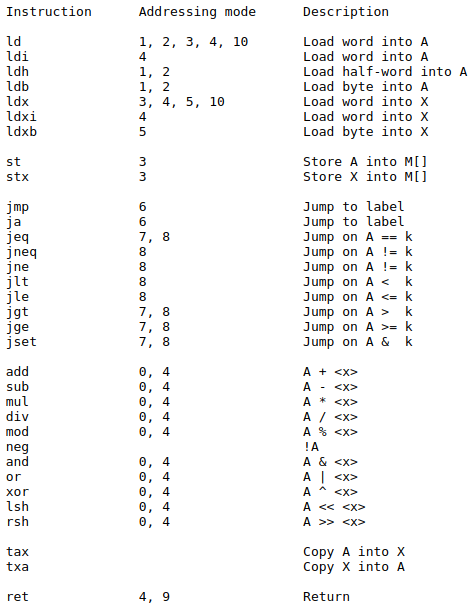 Instruction      Addressing mode      Description

ld               1, 2, 3, 4, 10       Load word into A
ldi              4                    Load word into A
ldh              1, 2                 Load half-word into A
ldb              1, 2                 Load byte into A
ldx              3, 4, 5, 10          Load word into X
ldxi             4                    Load word into X
ldxb             5                    Load byte into X

st               3                    Store A into M[]
stx              3                    Store X into M[]

jmp              6                    Jump to label
ja               6                    Jump to label
jeq              7, 8                 Jump on A == k
jneq             8                    Jump on A != k
jne              8                    Jump on A != k
jlt              8                    Jump on A <  k
jle              8                    Jump on A <= k
jgt              7, 8                 Jump on A >  k
jge              7, 8                 Jump on A >= k
jset             7, 8                 Jump on A &  k

add              0, 4                 A + <x>
sub              0, 4                 A - <x>
mul              0, 4                 A * <x>
div              0, 4                 A / <x>
mod              0, 4                 A % <x>
neg                                   !A
and              0, 4                 A & <x>
or               0, 4                 A | <x>
xor              0, 4                 A ^ <x>
lsh              0, 4                 A << <x>
rsh              0, 4                 A >> <x>

tax                                   Copy A into X
txa                                   Copy X into A

ret              4, 9                 Return